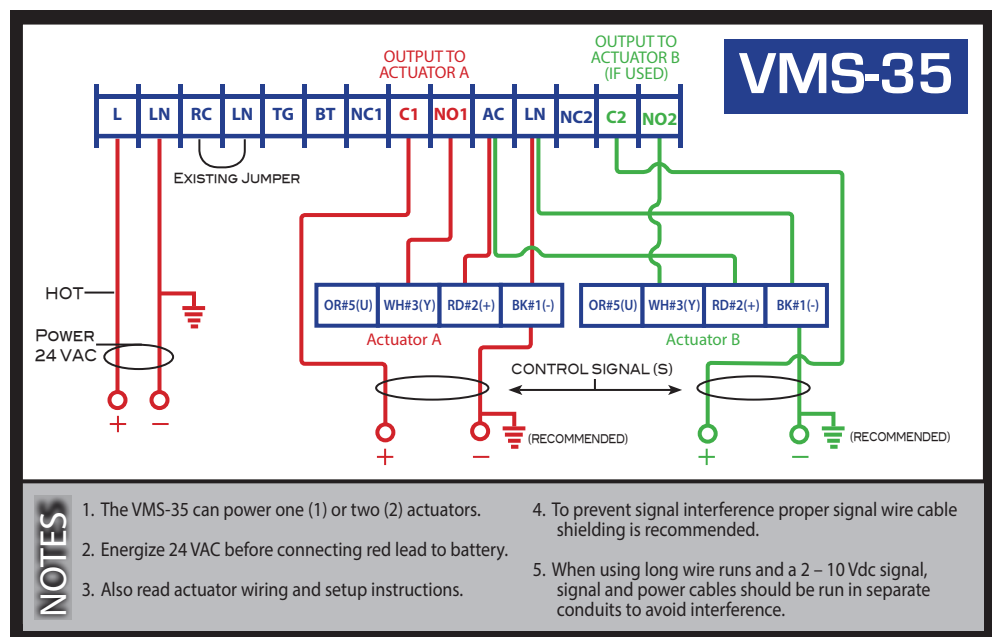 OUTPUT TO
ACTUATOR A
OUTPUT TO
ACTUATOR B
(IF USED)
VMS-35
L LN RC LN TG BT NC1 C1 NO1 AC LN NC2 C2 NO2
EXISTING JUMPER
HOT
POWER
24 VAC
+ −
OR#5(U) WH#3(Y) RD#2(+) BK#1(-)
Actuator A
OR#5(U) WH#3(Y) RD#2(+) BK#1(-)
Actuator B
CONTROL SIGNAL (S)
(RECOMMENDED)
+ −
(RECOMMENDED)
+ −
NOTES
1. The VMS-35 can power one (1) or two (2) actuators.
2. Energize 24 VAC before connecting red lead to battery.
3. Also read actuator wiring and setup instructions.
4. To prevent signal interference proper signal wire cable
shielding is recommended.
5. When using long wire runs and a 2 – 10 Vdc signal,
signal and power cables should be run in separate
conduits to avoid interference.